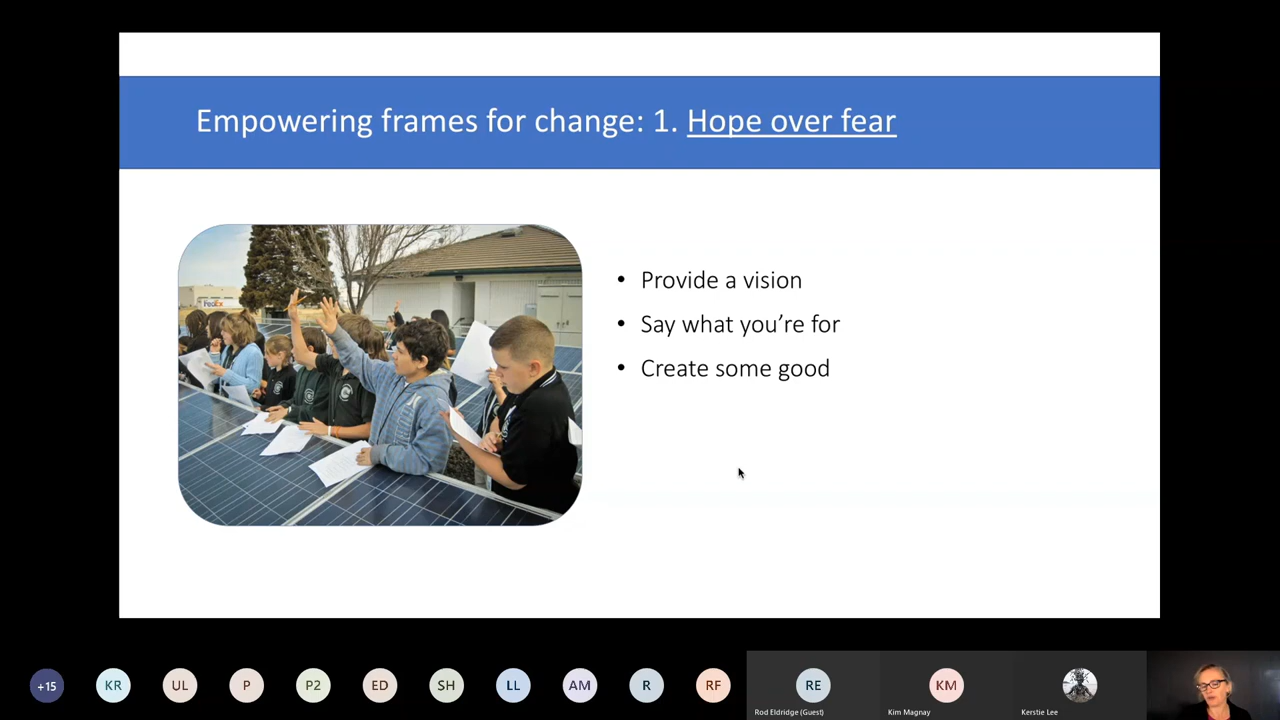 Empowering frames for change: 1. Hope over fear
FedEx
• Provide a vision
• Say what you’re for
• Create some good
+15
KR
UL
P
P2
ED
SH
LL
AM
R
RF
RE
Rod Eldridge (Guest)
KM
Kim Magnay
Kerstie Lee